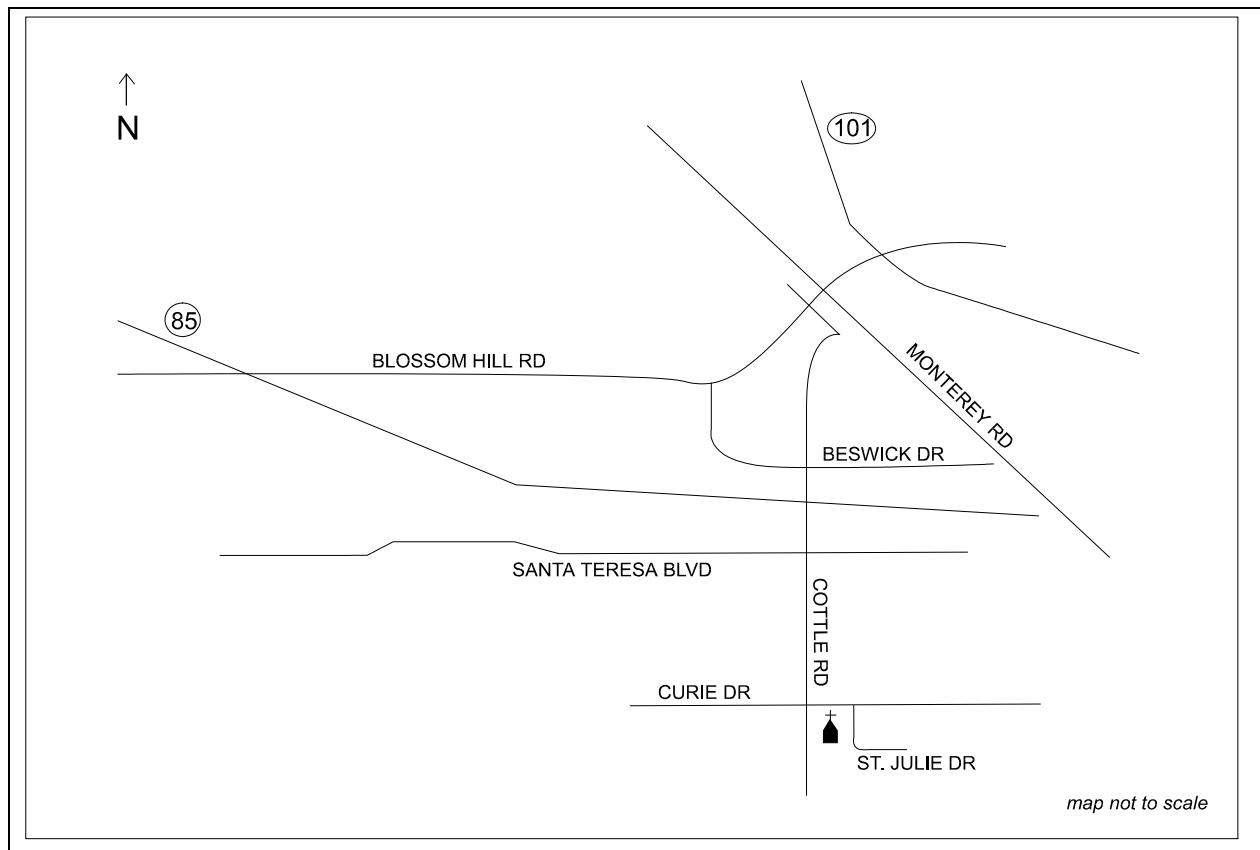 N
101
85
BLOSSOM HILL RD
MONTEREY RD
BESWICK DR
SANTA TERESA BLVD
COTTLE RD
CURIE DR
ST. JULIE DR
map not to scale